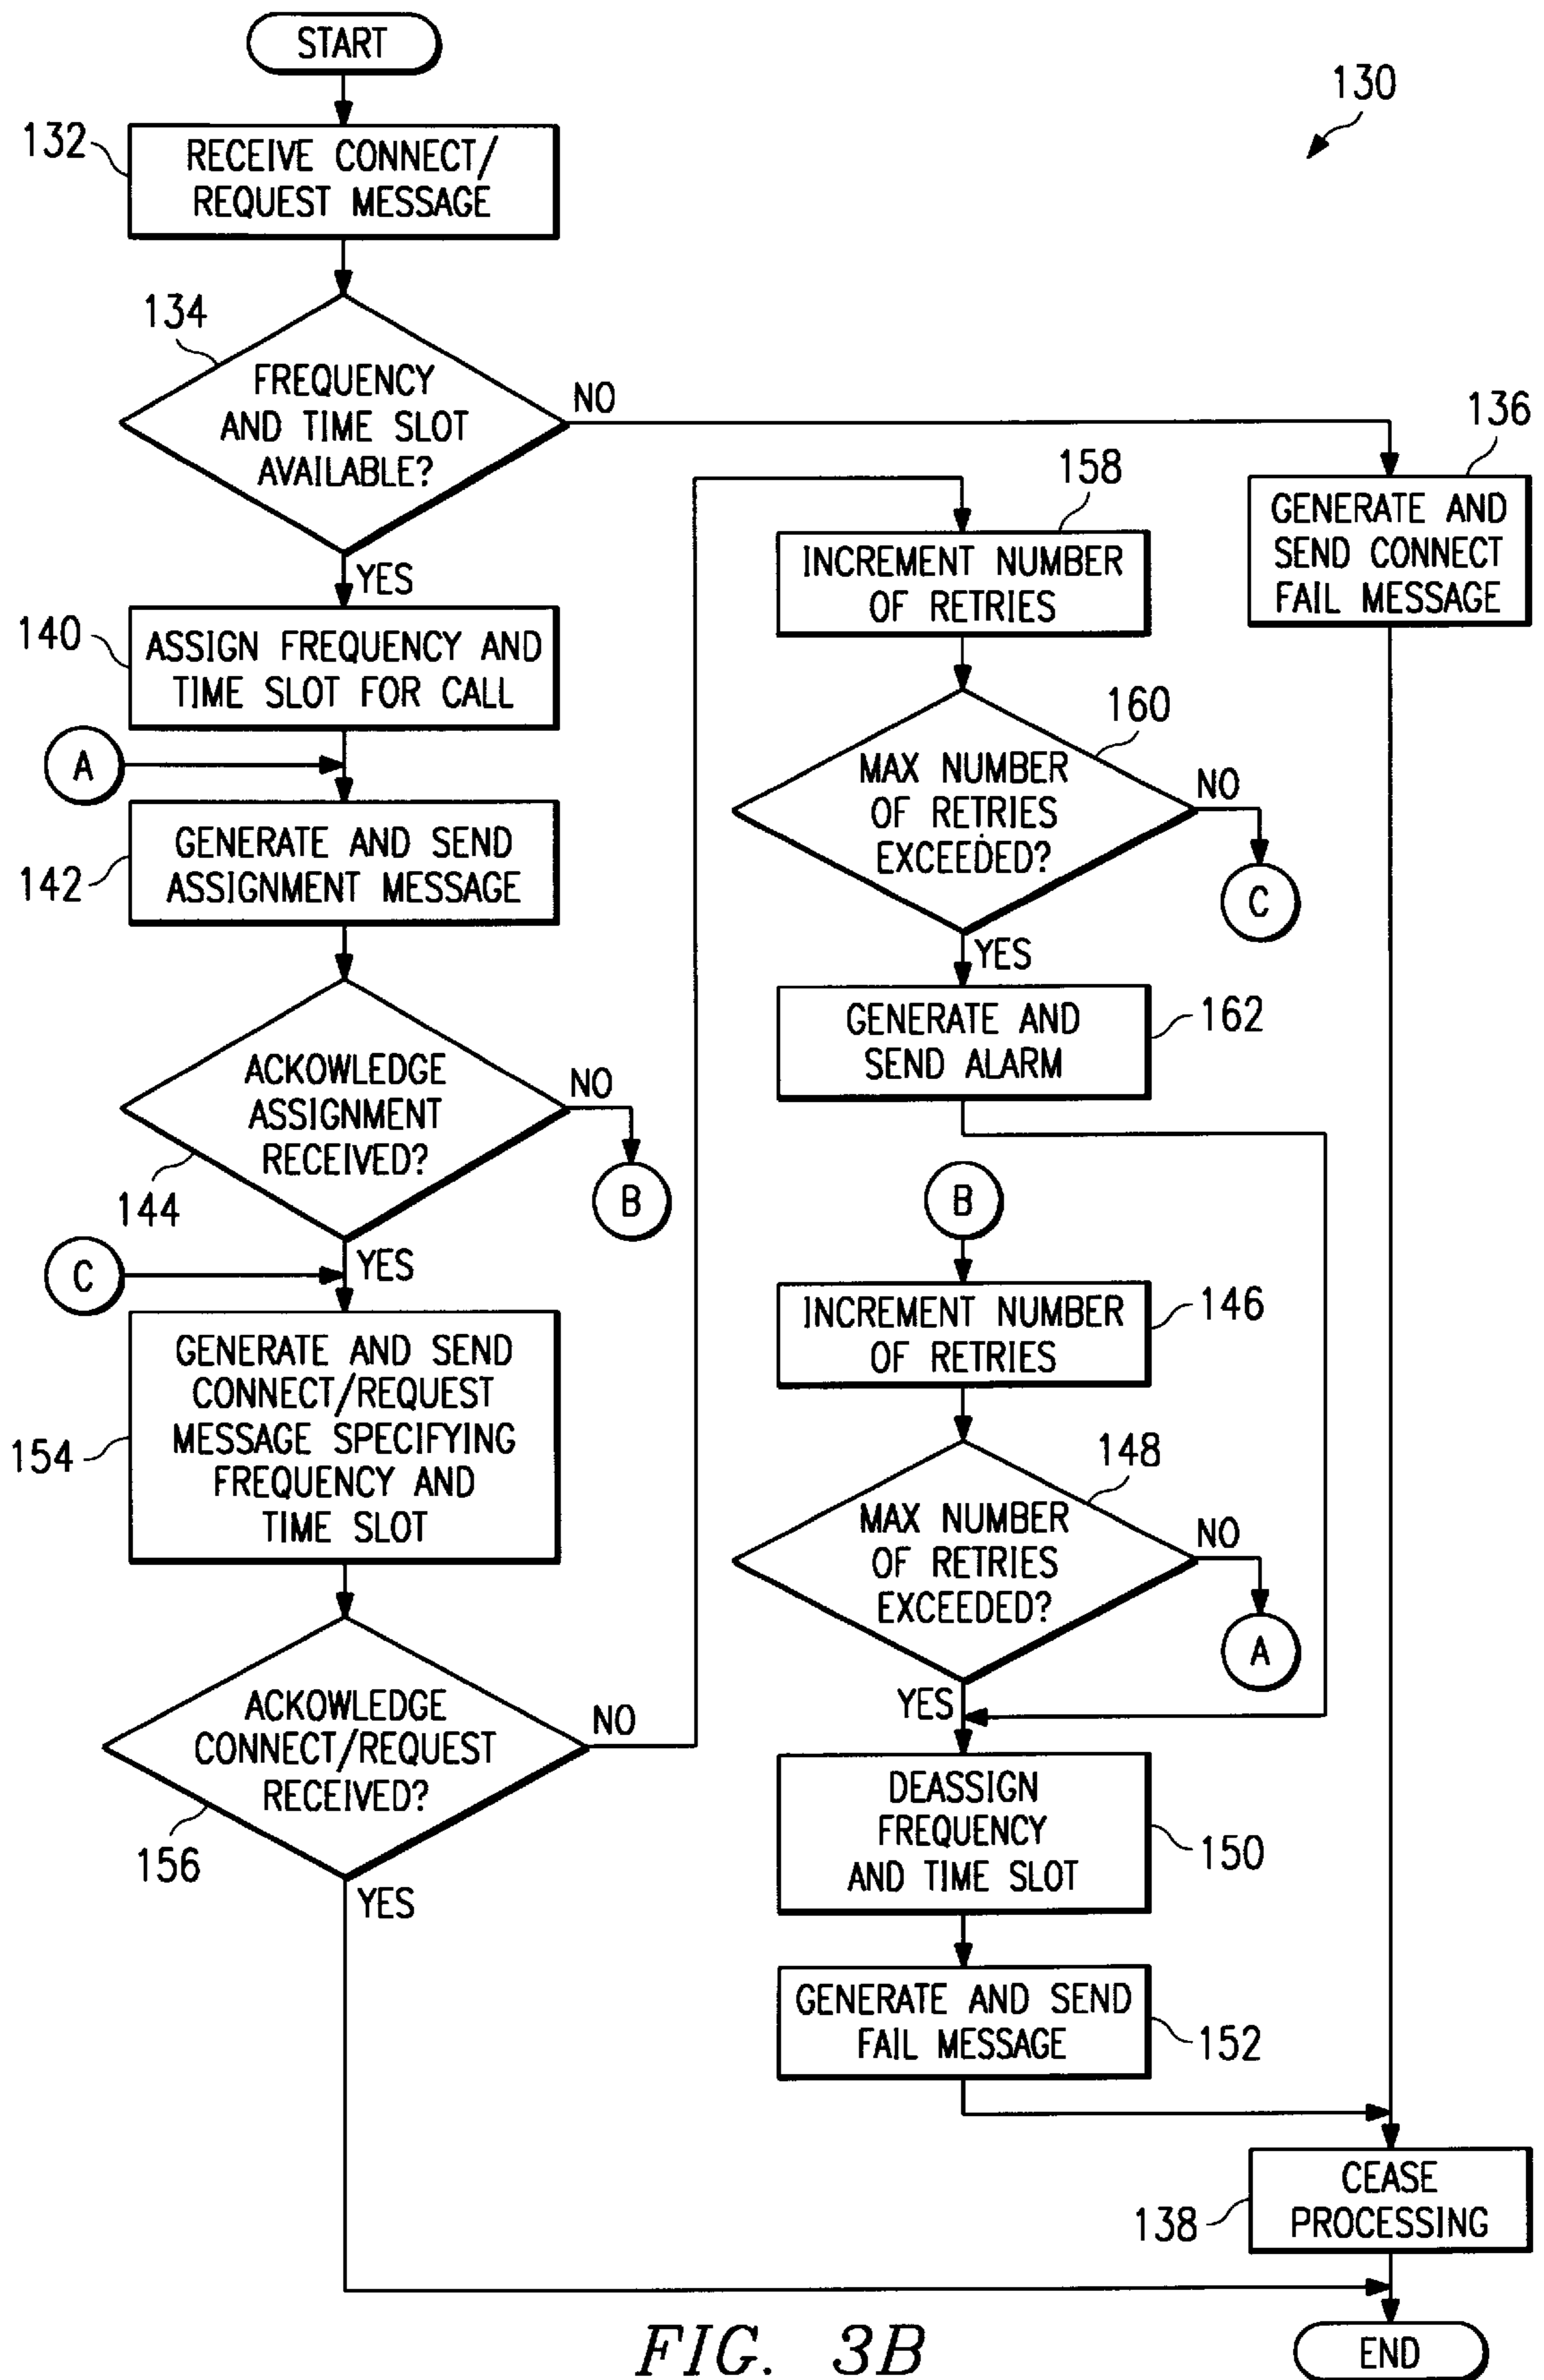 START
130
132
RECEIVE CONNECT/
REQUEST MESSAGE
134
FREQUENCY
AND TIME SLOT
AVAILABLE?
NO
YES
136
GENERATE AND
SEND CONNECT
FAIL MESSAGE
140
ASSIGN FREQUENCY AND
TIME SLOT FOR CALL
A
142
GENERATE AND SEND
ASSIGNMENT MESSAGE
ACKOWLEDGE
ASSIGNMENT
RECEIVED?
144
NO
B
YES
C
154
GENERATE AND SEND
CONNECT/REQUEST
MESSAGE SPECIFYING
FREQUENCY AND
TIME SLOT
ACKOWLEDGE
CONNECT/REQUEST
RECEIVED?
156
NO
YES
158
INCREMENT NUMBER
OF RETRIES
160
MAX NUMBER
OF RETRIES
EXCEEDED?
NO
C
YES
GENERATE AND
SEND ALARM
162
B
INCREMENT NUMBER
OF RETRIES
146
148
MAX NUMBER
OF RETRIES
EXCEEDED?
NO
A
YES
DEASSIGN
FREQUENCY
AND TIME SLOT
150
GENERATE AND SEND
FAIL MESSAGE
152
CEASE
PROCESSING
138
END
FIG. 3B